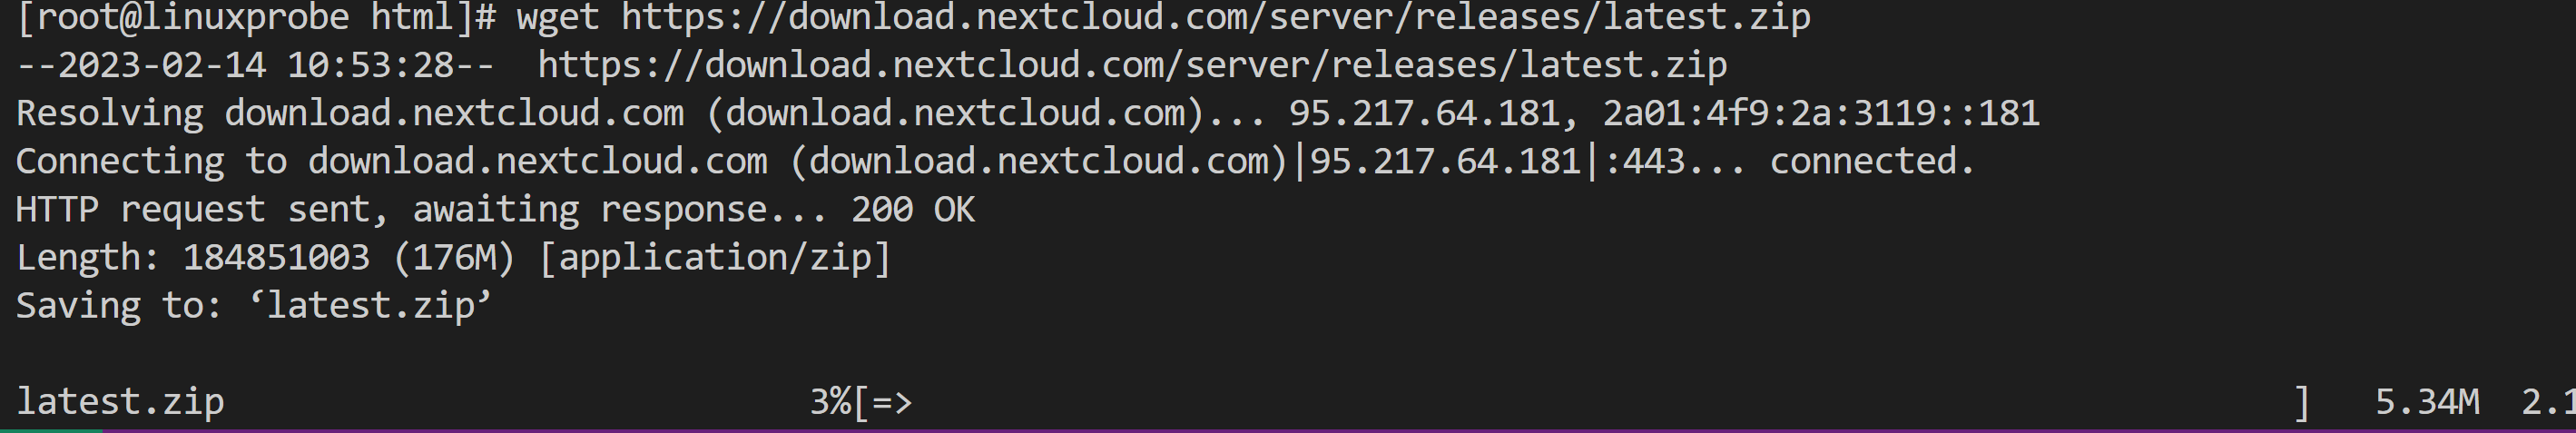 [root@linuxprobe html]# wget https://download.nextcloud.com/server/releases/latest.zip
--2023-02-14 10:53:28--  https://download.nextcloud.com/server/releases/latest.zip
Resolving download.nextcloud.com (download.nextcloud.com)... 95.217.64.181, 2a01:4f9:2a:3119::181
Connecting to download.nextcloud.com (download.nextcloud.com)|95.217.64.181|:443... connected.
HTTP request sent, awaiting response... 200 OK
Length: 184851003 (176M) [application/zip]
Saving to: ‘latest.zip’
latest.zip 3%[=> ] 5.34M 2.1